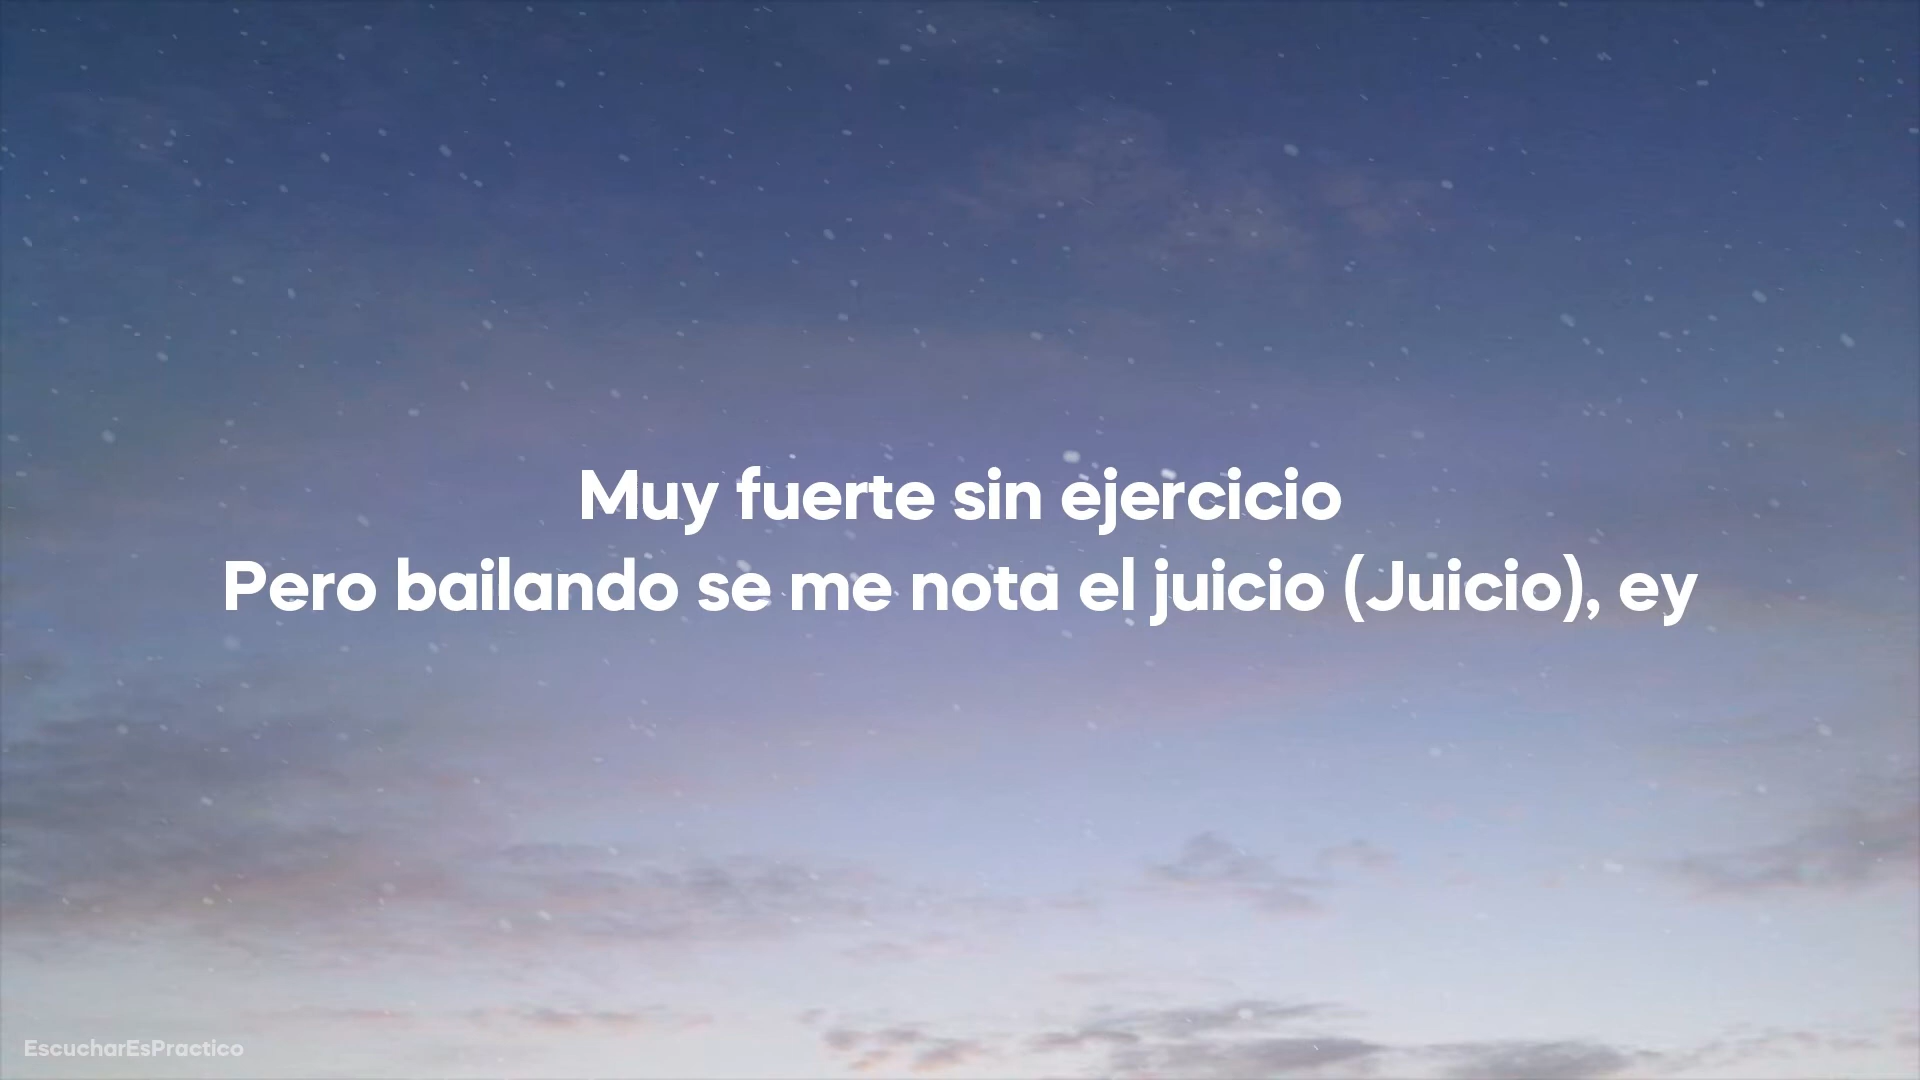 Muy fuerte sin ejercicio
Pero bailando se me nota el juicio (Juicio), ey
EscucharEsPractico